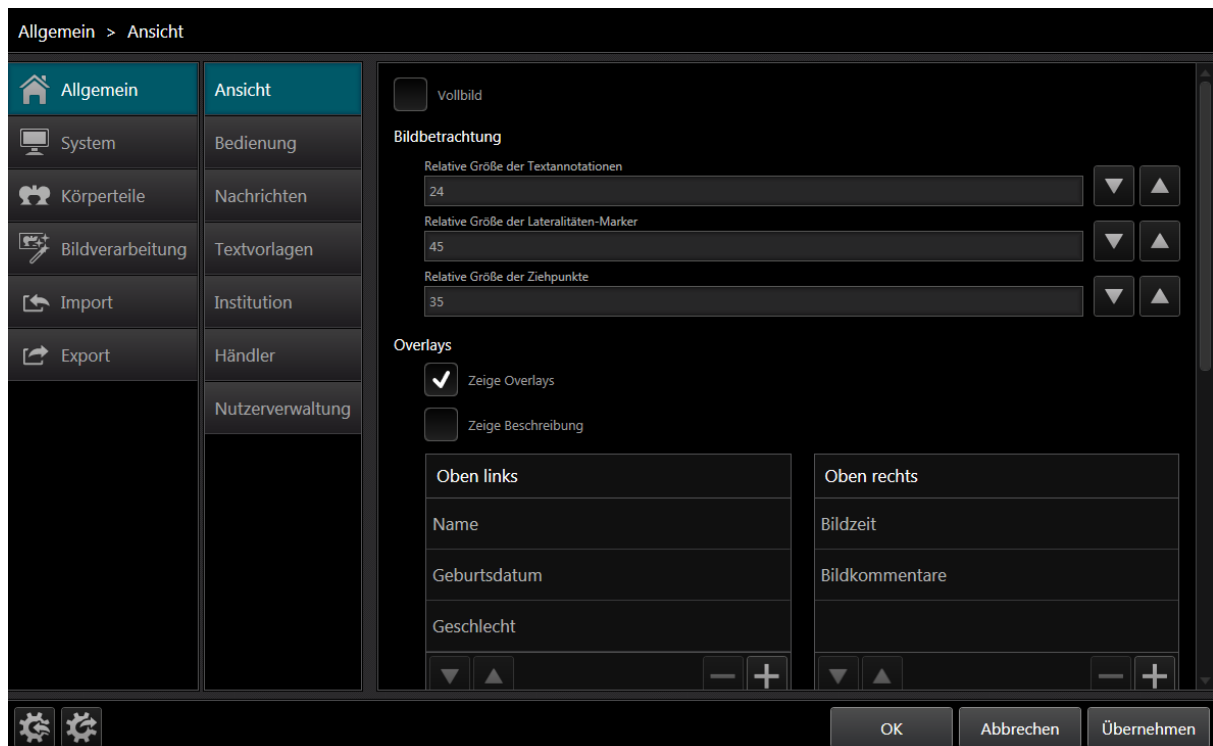 Allgemein > Ansicht
Allgemein
System
Körperteile
Bildverarbeitung
Import
Export
Ansicht
Bedienung
Nachrichten
Textvorlagen
Institution
Händler
Nutzerverwaltung
Vollbild
Bildbetrachtung
Relative Größe der Textannotationen
24
Relative Größe der Lateralitäten-Marker
45
Relative Größe der Ziehpunkte
35
Overlays
Zeige Overlays
Zeige Beschreibung
Oben links
Name
Geburtsdatum
Geschlecht
Oben rechts
Bildzeit
Bildkommentare
OK
Abbrechen
Übernehmen